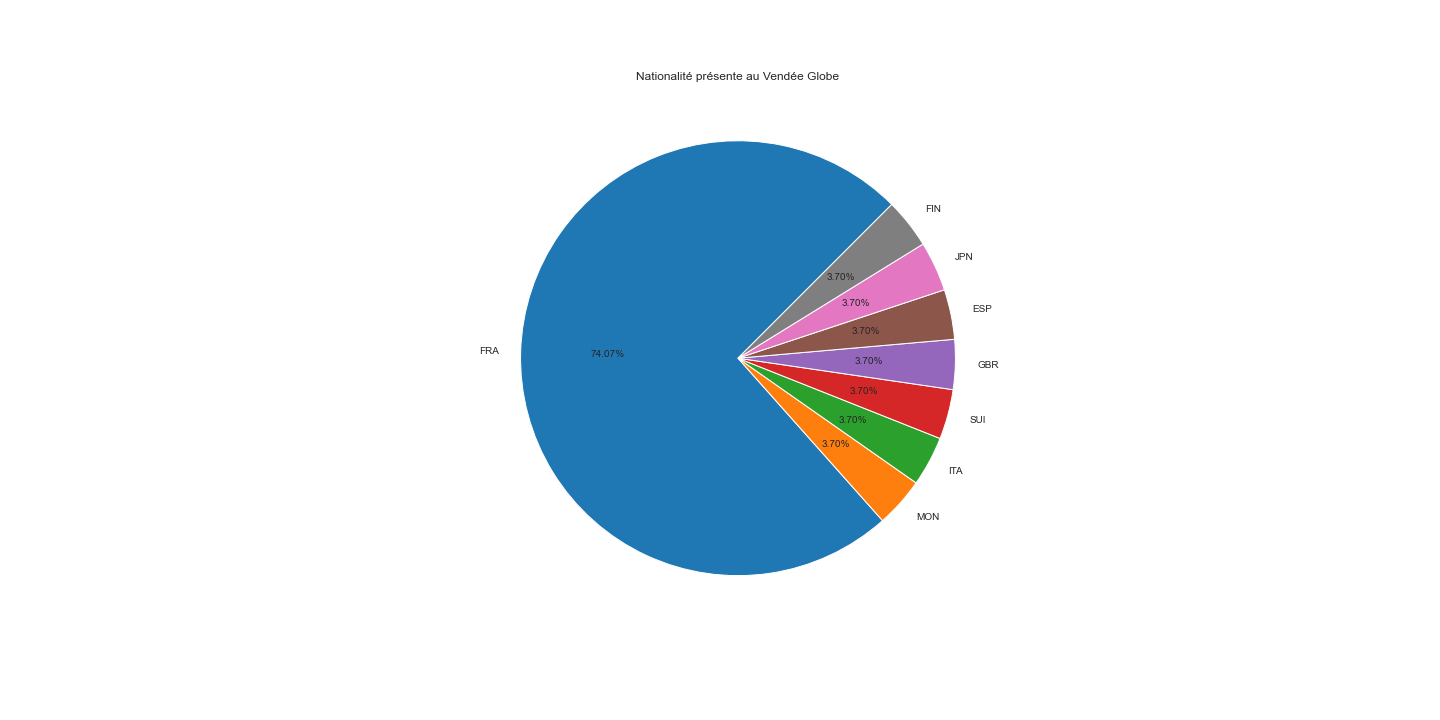 Nationalité présente au Vendée Globe
FIN
3.70%
JPN
3.70%
ESP
3.70%
GBR
3.70%
SUI
3.70%
ITA
3.70%
MON
3.70%
FRA
74.07%